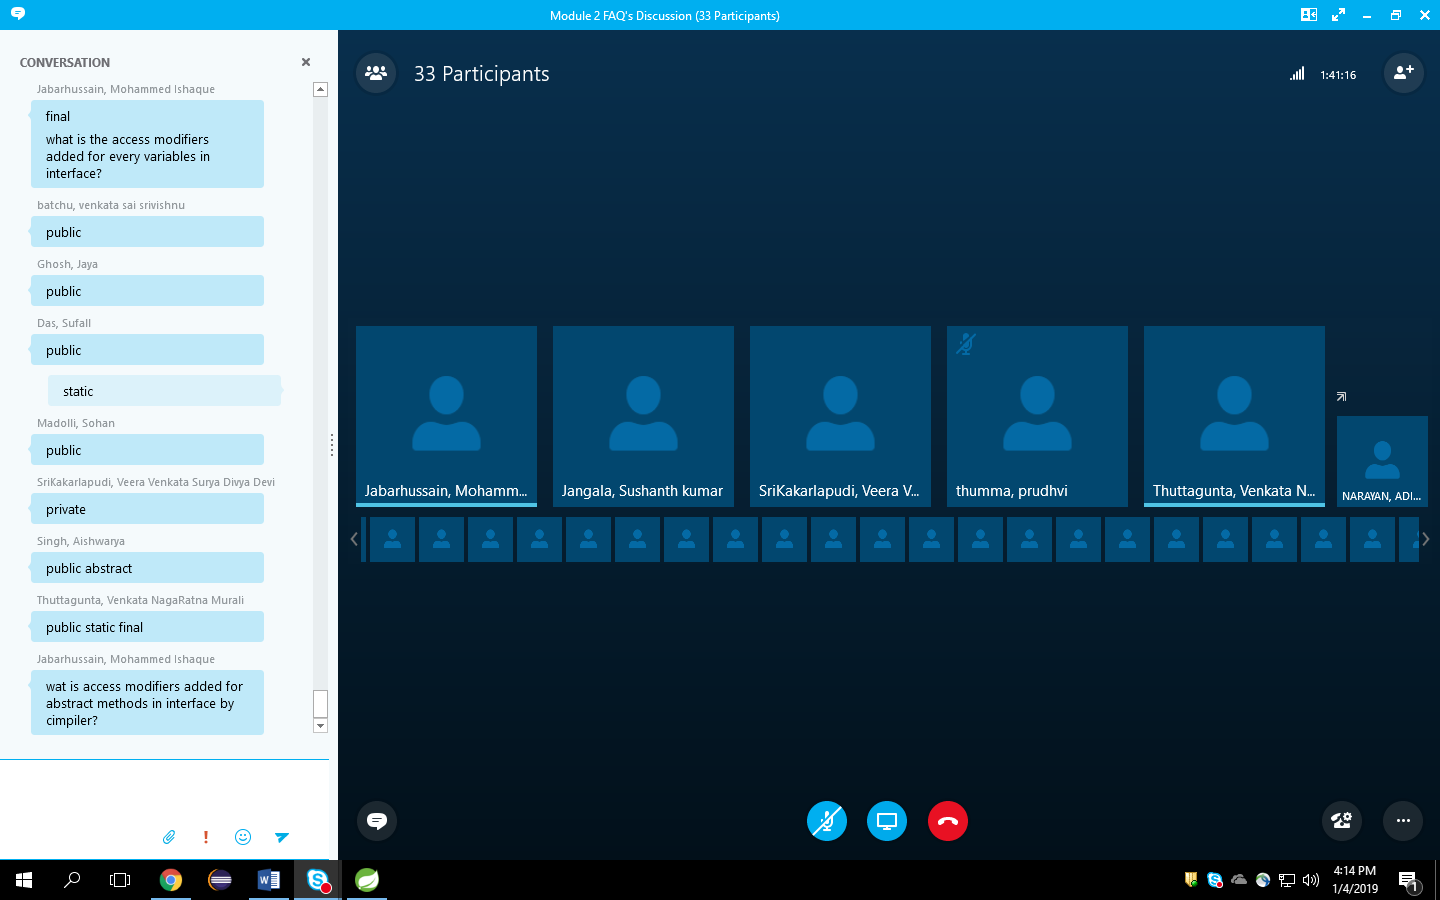 Module 2 FAQ's Discussion (33 Participants)
CONVERSATION
Jabarhussain, Mohammed Ishaque
final
what is the access modifiers
added for every variables in
interface?
batchu, venkata sai srivishnu
public
Ghosh, Jaya
public
Das, Sufall
public
static
Madolli, Sohan
public
SriKakarlapudi, Veera Venkata Surya Divya Devi
private
Singh, Aishwarya
public abstract
Thuttagunta, Venkata NagaRatna Murali
public static final
Jabarhussain, Mohammed Ishaque
wat is access modifiers added for
abstract methods in interface by
cimpiler?
33 Participants
1:41:16
Jabarhussain, Mohamm...
Jangala, Sushanth kumar
SriKakarlapudi, Veera V...
thumma, prudhvi
Thuttagunta, Venkata N...
NARAYAN, ADI...
4:14 PM
1/4/2019
1